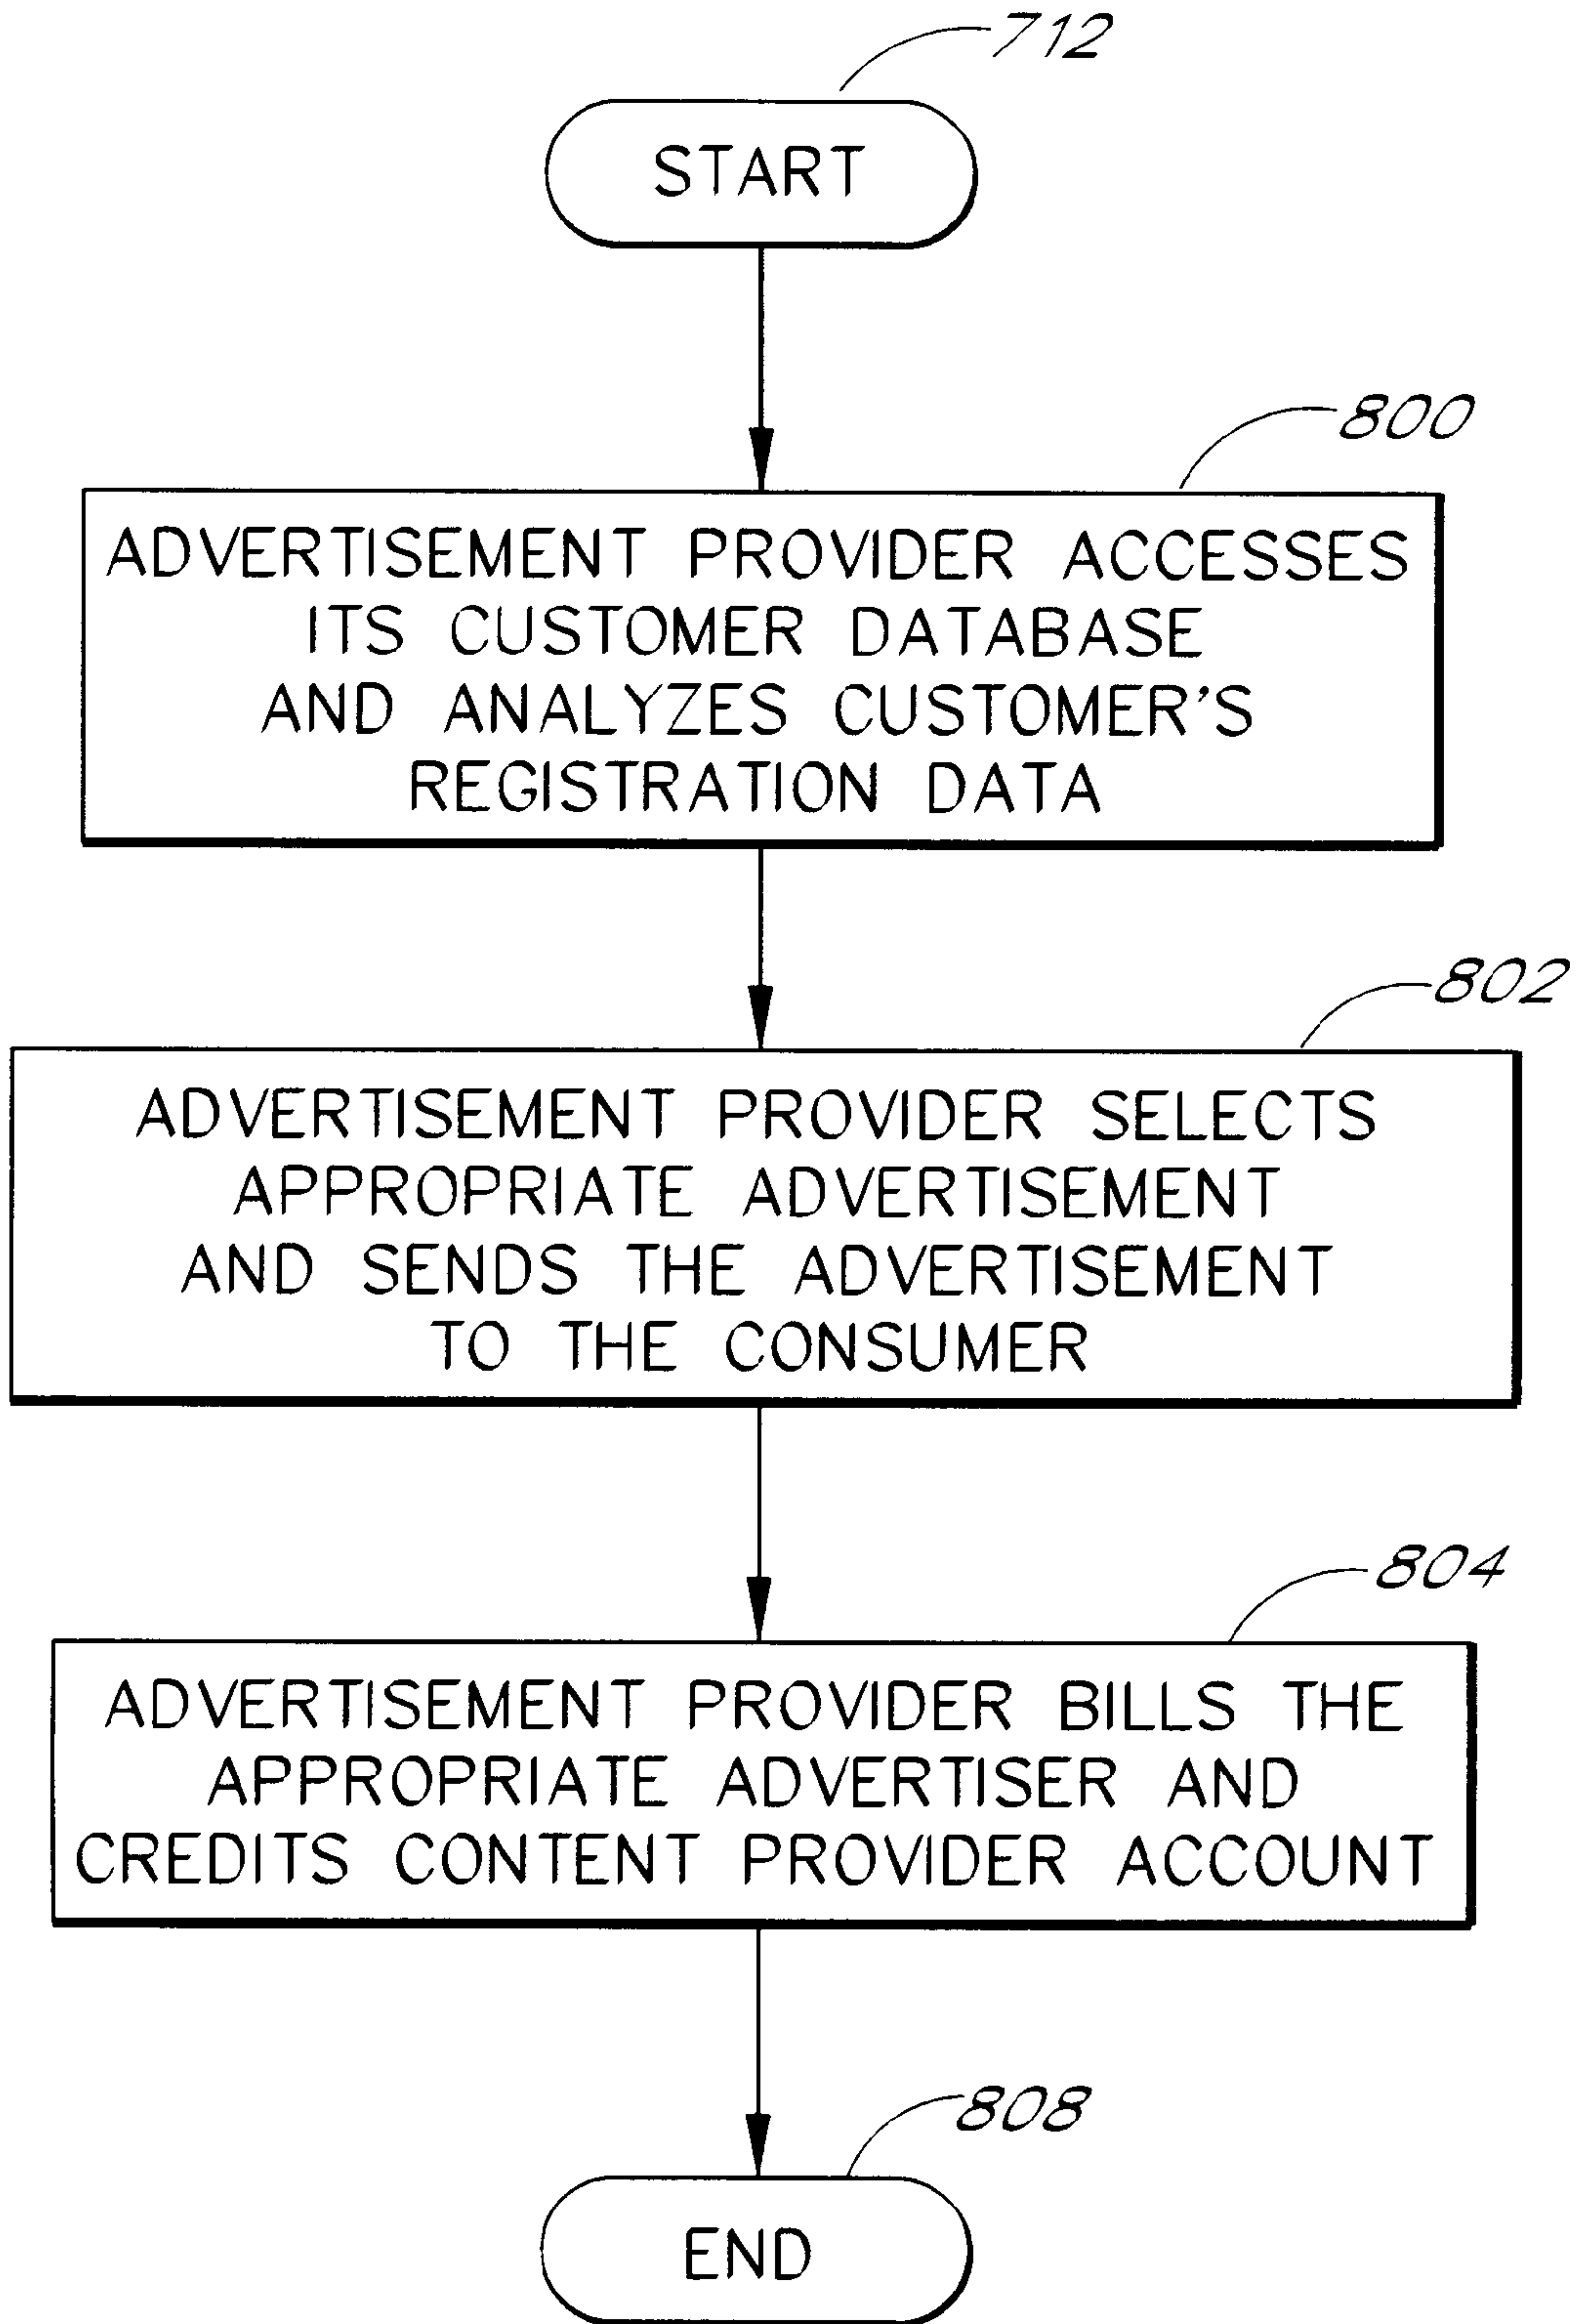 712
START
800
ADVERTISEMENT PROVIDER ACCESSES
ITS CUSTOMER DATABASE
AND ANALYZES CUSTOMER'S
REGISTRATION DATA
802
ADVERTISEMENT PROVIDER SELECTS
APPROPRIATE ADVERTISEMENT
AND SENDS THE ADVERTISEMENT
TO THE CONSUMER
804
ADVERTISEMENT PROVIDER BILLS THE
APPROPRIATE ADVERTISER AND
CREDITS CONTENT PROVIDER ACCOUNT
808
END